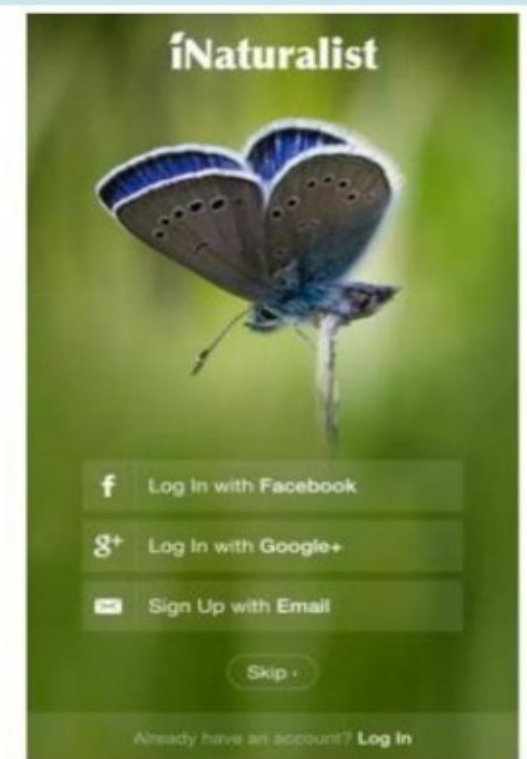 iNaturalist
f Log In with Facebook
g+ Log In with Google+
Sign Up with Email
Skip ›
Already have an account? Log In